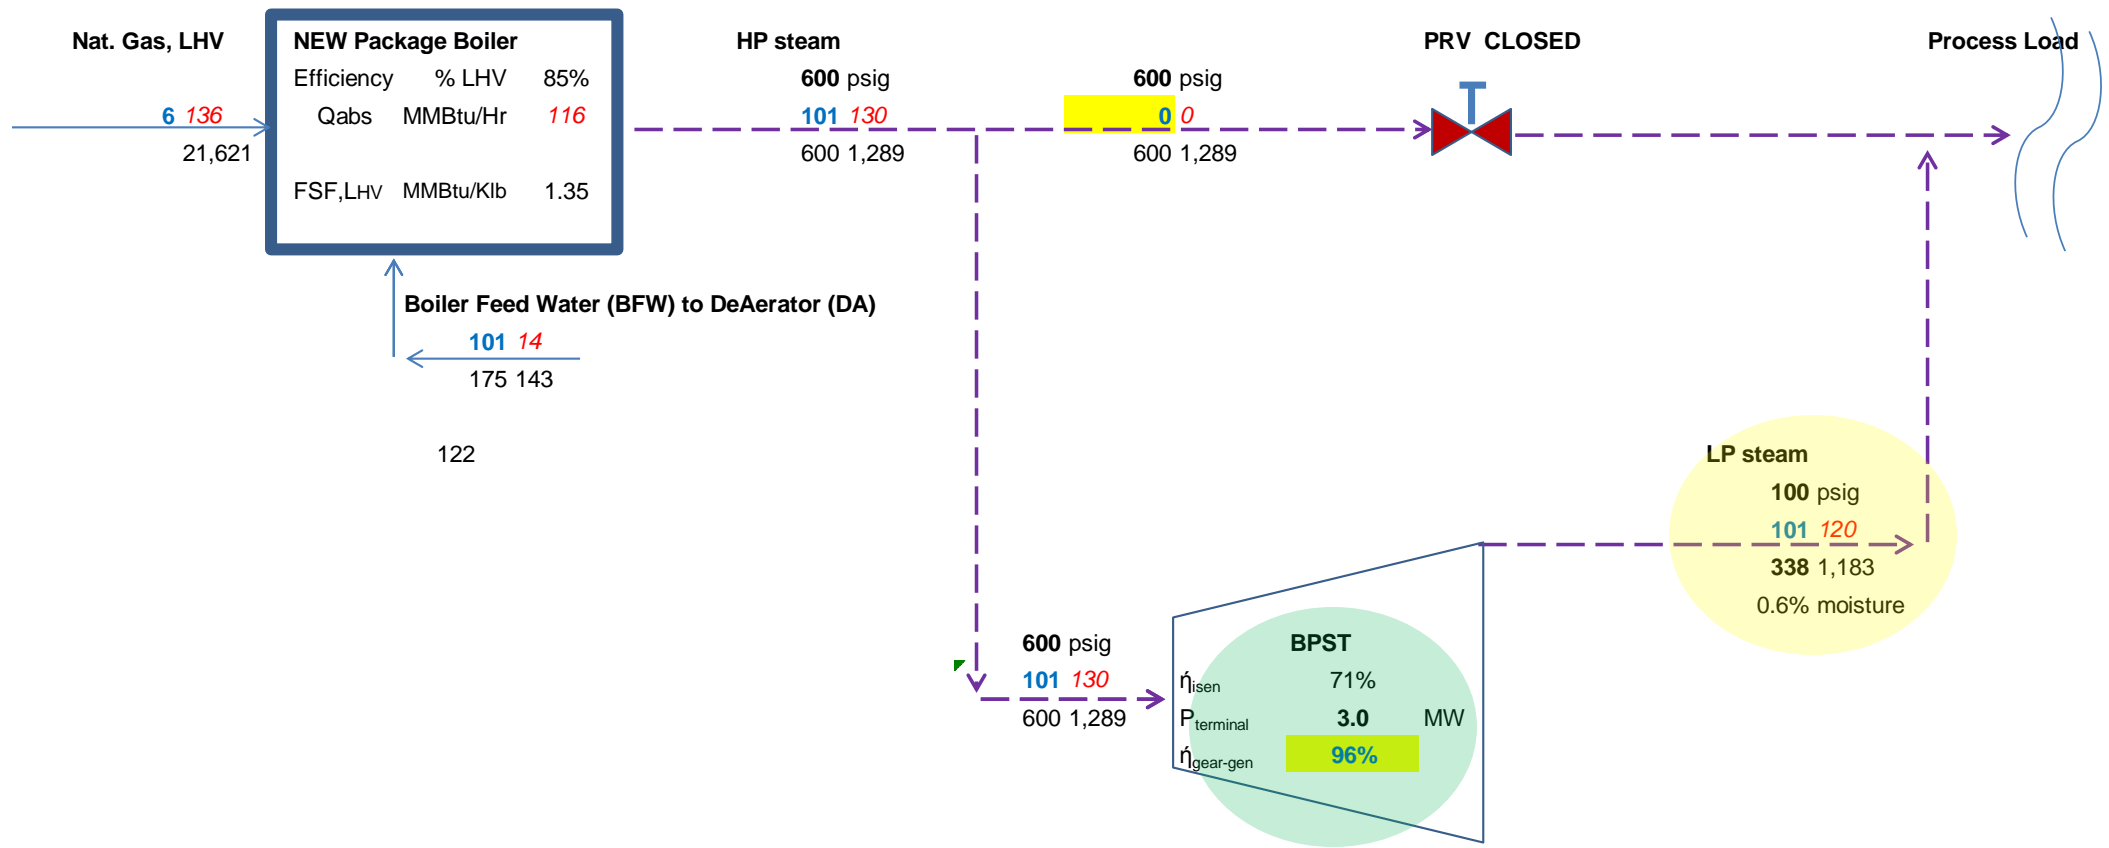 Nat. Gas, LHV
6 136
21,621
NEW Package Boiler
Efficiency % LHV 85%
Qabs MMBtu/Hr 116
FSF,LHV MMBtu/Klb 1.35
Boiler Feed Water (BFW) to DeAerator (DA)
101 14
175 143
122
HP steam
600 psig
101 130
600 1,289
600 psig
0 0
600 1,289
PRV CLOSED
Process Load
600 psig
101 130
600 1,289
BPST
ήisen 71%
Pterminal 3.0 MW
ήgear-gen 96%
LP steam
100 psig
101 120
338 1,183
0.6% moisture